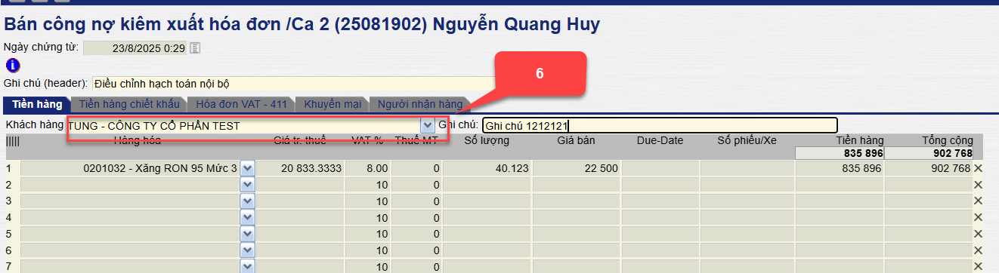 Bán công nợ kiêm xuất hóa đơn /Ca 2 (25081902) Nguyễn Quang Huy
Ngày chứng từ: 23/8/2025 0:29
i
Ghi chú (header): Điều chỉnh hạch toán nội bộ
6
Tiền hàng Tiền hàng chiết khấu Hóa đơn VAT - 411 Khuyến mại Người nhận hàng
Khách hàng TUNG - CÔNG TY CỔ PHẦN TEST Ghi chú: Ghi chú 1212121
Hàng hóa Giá tr. thuế VAT % Thuế MT Số lượng Giá bán Due-Date Số phiếu/Xe Tiền hàng Tổng cộng
835 896 902 768
1 0201032 - Xăng RON 95 Mức 3 20 833.3333 8.00 0 40.123 22 500 835 896 902 768
2 10 0
3 10 0
4 10 0
5 10 0
6 10 0
7 10 0